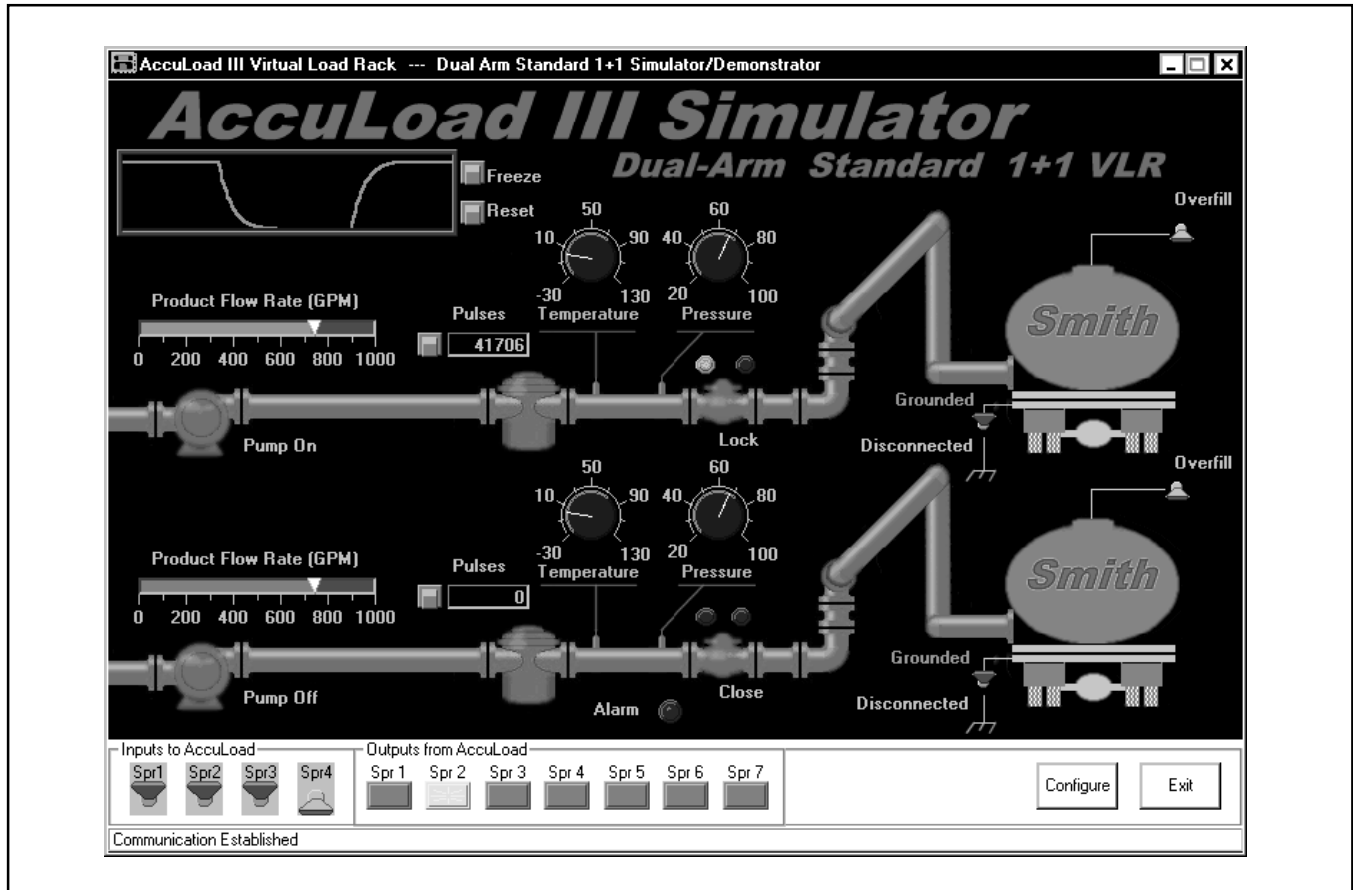 AccuLoad III Virtual Load Rack --- Dual Arm Standard 1+1 Simulator/Demonstrator
AccuLoad III Simulator
Dual-Arm Standard 1+1 VLR
Freeze
Reset
Overfill
50
10 90
-30 130
Temperature
60
40 80
20 100
Pressure
Product Flow Rate (GPM)
0 200 400 600 800 1000
Pulses
41706
Smith
Grounded
Disconnected
Pump On
Lock
Overfill
50
10 90
-30 130
Temperature
60
40 80
20 100
Pressure
Product Flow Rate (GPM)
0 200 400 600 800 1000
Pulses
0
Smith
Grounded
Disconnected
Pump Off
Close
Alarm
Inputs to AccuLoad
Spr1 Spr2 Spr3 Spr4
Outputs from AccuLoad
Spr 1 Spr 2 Spr 3 Spr 4 Spr 5 Spr 6 Spr 7
Configure
Exit
Communication Established